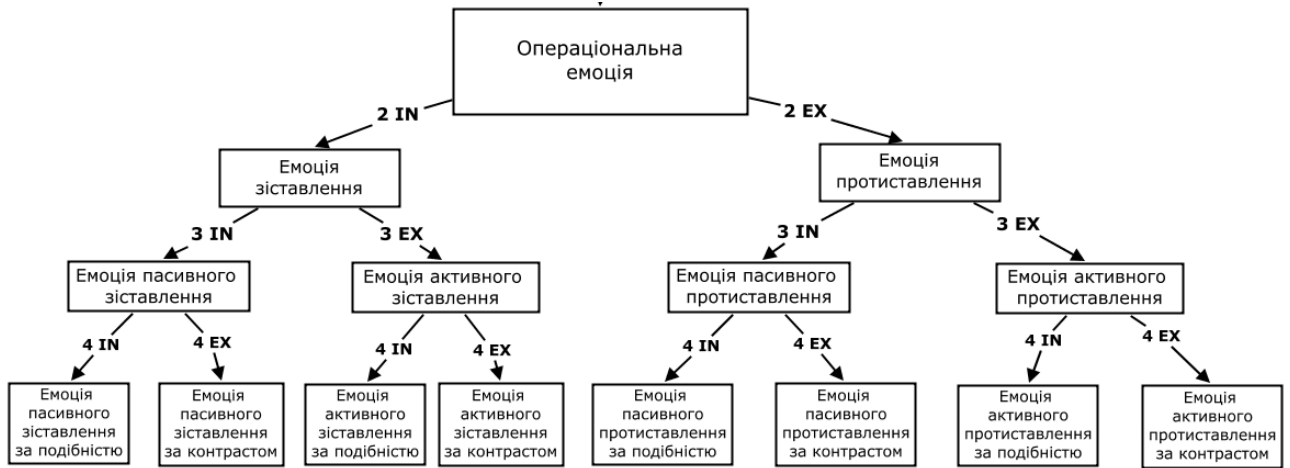 Операціональна
емоція
2 IN
2 EX
Емоція
зіставлення
Емоція
протиставлення
3 IN
3 EX
3 IN
3 EX
Емоція пасивного
зіставлення
Емоція активного
зіставлення
Емоція пасивного
протиставлення
Емоція активного
протиставлення
4 IN
4 EX
4 IN
4 EX
4 IN
4 EX
4 IN
4 EX
Емоція
пасивного
зіставлення
за подібністю
Емоція
пасивного
зіставлення
за контрастом
Емоція
активного
зіставлення
за подібністю
Емоція
активного
зіставлення
за контрастом
Емоція
пасивного
протиставлення
за подібністю
Емоція
пасивного
протиставлення
за контрастом
Емоція
активного
протиставлення
за подібністю
Емоція
активного
протиставлення
за контрастом